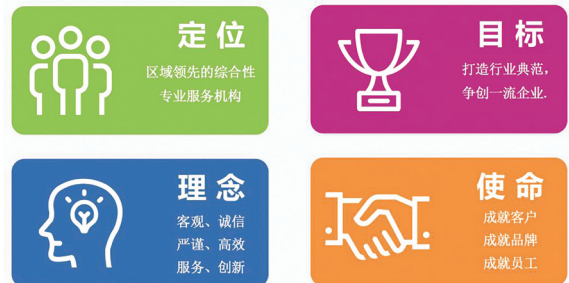 定位
区域领先的综合性
专业服务机构
目标
打造行业典范，
争创一流企业.
理念
客观、诚信
严谨、高效
服务、创新
使命
成就客户
成就品牌
成就员工